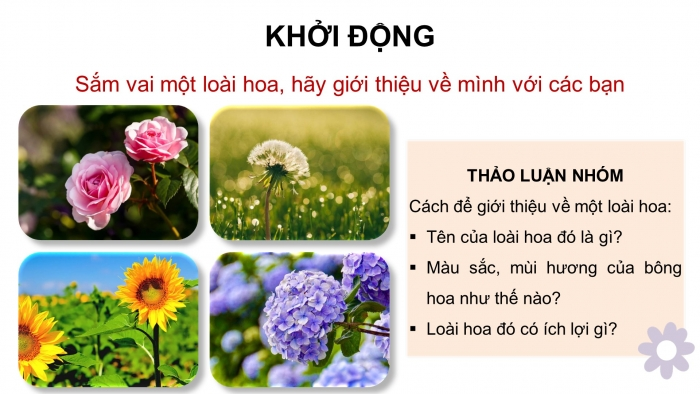 KHỞI ĐỘNG
Sắm vai một loài hoa, hãy giới thiệu về mình với các bạn
THẢO LUẬN NHÓM
Cách để giới thiệu về một loài hoa:
▪ Tên của loài hoa đó là gì?
▪ Màu sắc, mùi hương của bông
hoa như thế nào?
▪ Loài hoa đó có ích lợi gì?